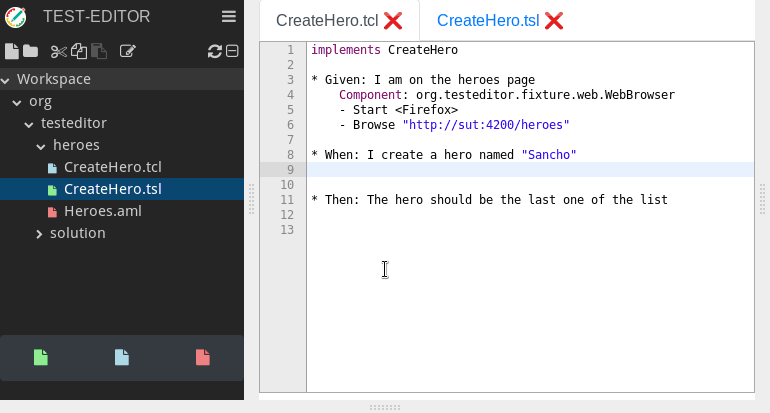 TEST-EDITOR
Workspace
org
testeditor
heroes
CreateHero.tcl
CreateHero.tsl
Heroes.aml
solution
CreateHero.tcl ❌ CreateHero.tsl ❌
1 implements CreateHero
2
3 * Given: I am on the heroes page
4 Component: org.testeditor.fixture.web.WebBrowser
5 - Start <Firefox>
6 - Browse "http://sut:4200/heroes"
7
8 * When: I create a hero named "Sancho"
9
10
11 * Then: The hero should be the last one of the list
12
13